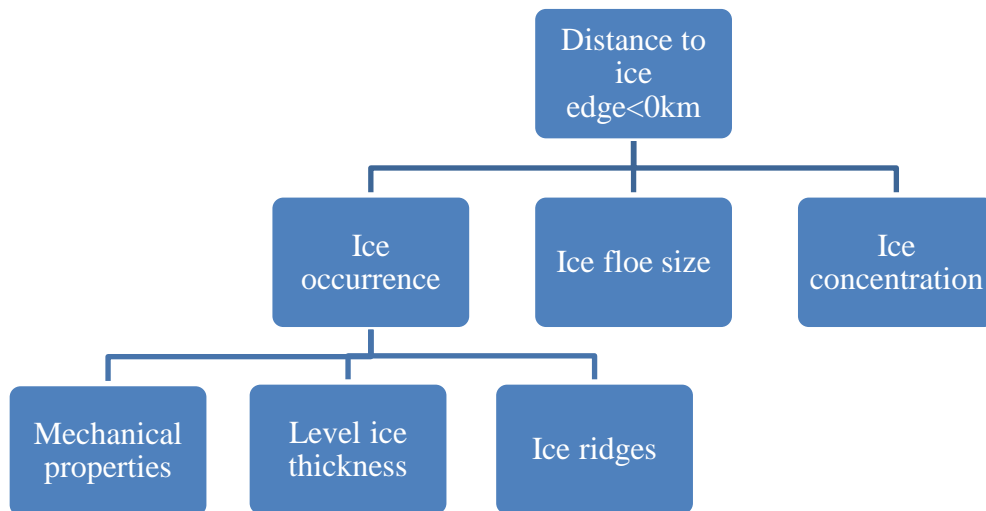 Distance to
ice
edge<0km
Ice
occurrence
Ice floe size
Ice
concentration
Mechanical
properties
Level ice
thickness
Ice ridges